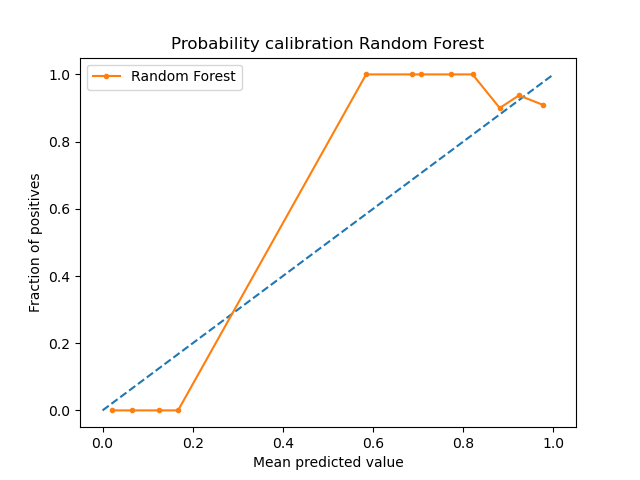 Probability calibration Random Forest
Random Forest
1.0
0.8
0.6
0.4
0.2
0.0
Fraction of positives
0.0 0.2 0.4 0.6 0.8 1.0
Mean predicted value